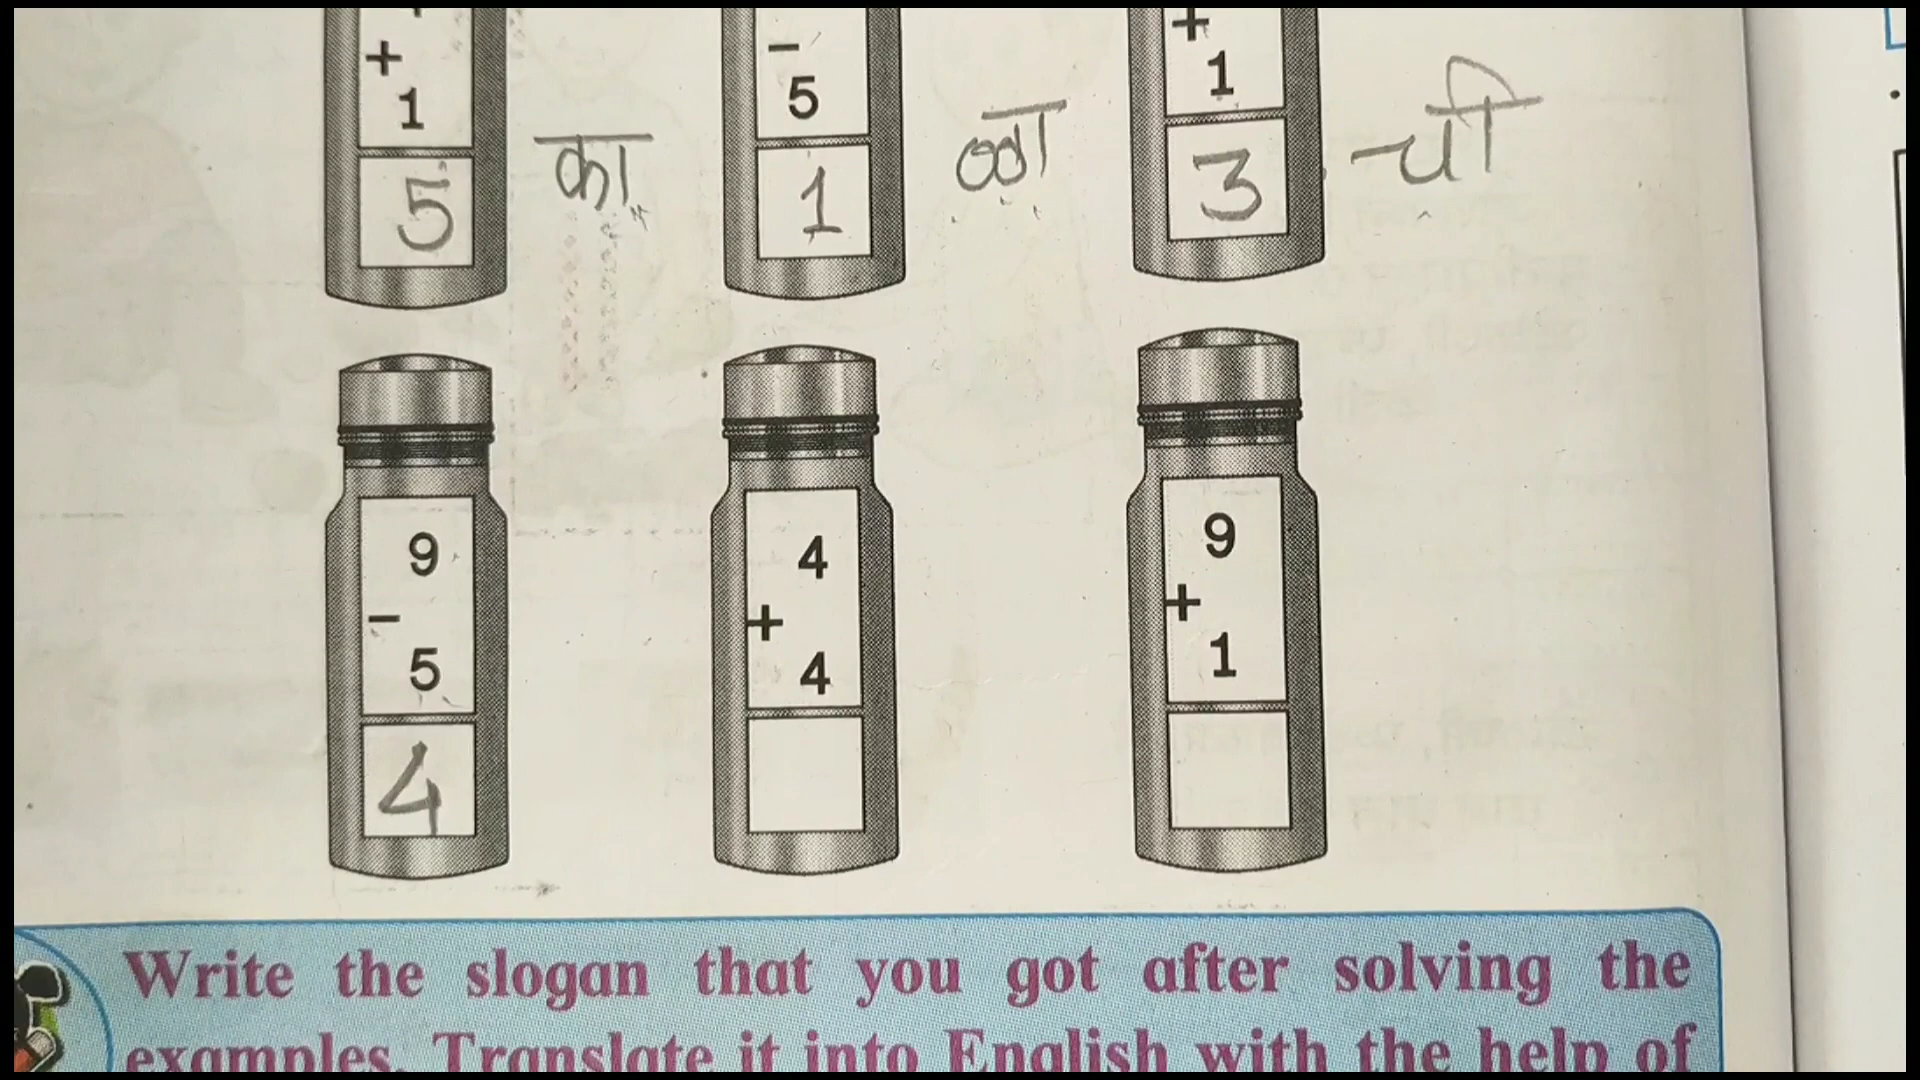 + - +
1 5 1
5 का 1 व्या ची
3
9 4 9
- + +
5 4 1
4
Write the slogan that you got after solving the
examples. Translate it into English with the help of